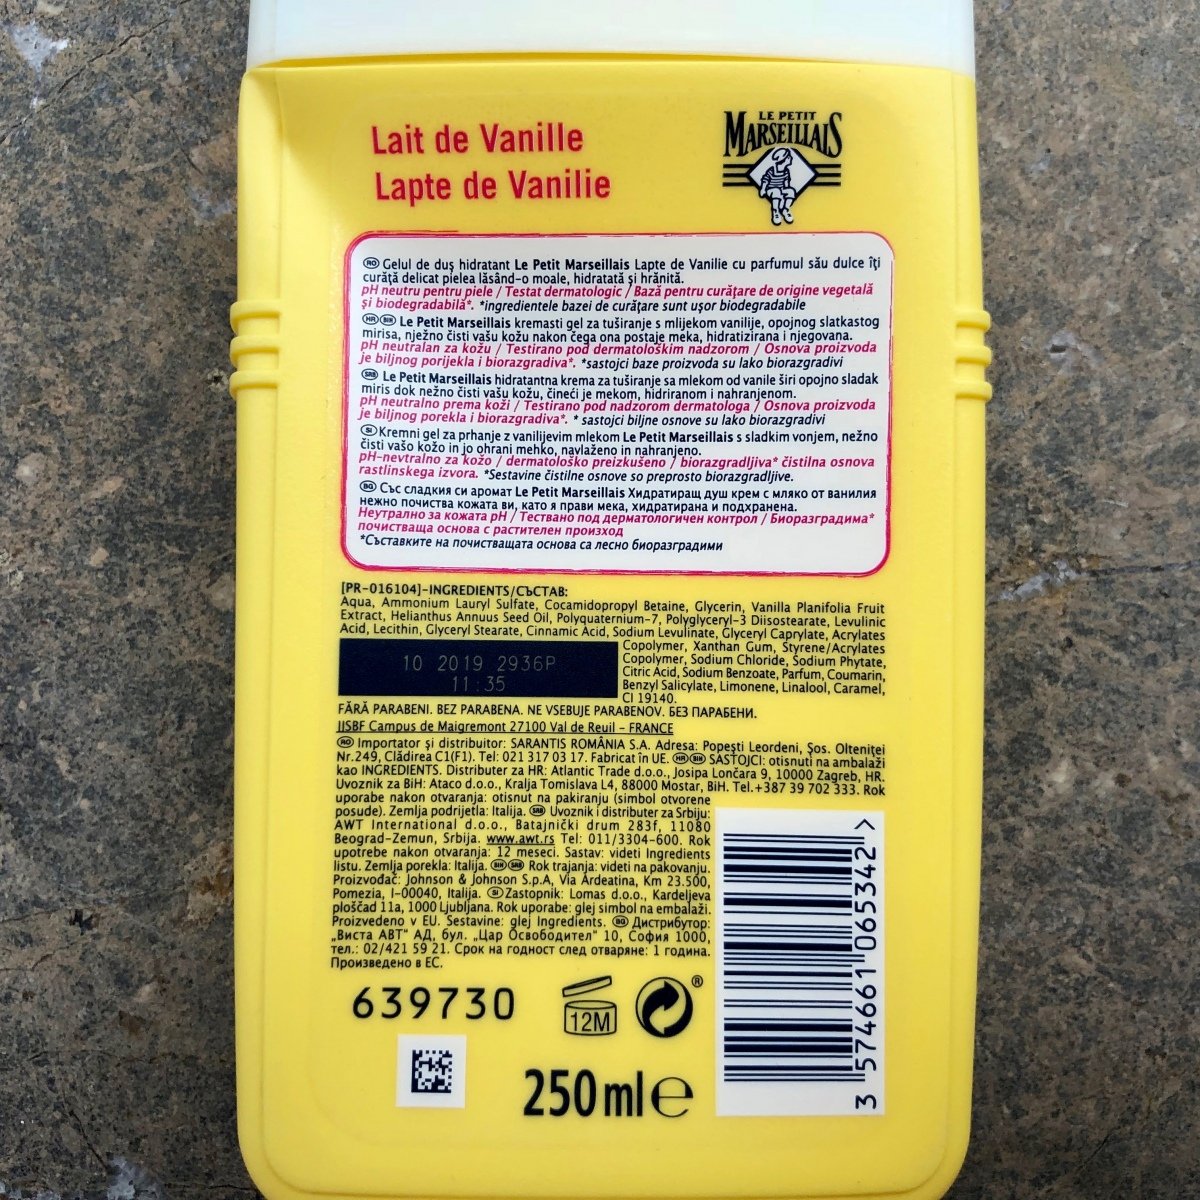 Lait de Vanille
Lapte de Vanilie
LE PETIT
MARSEILLAIS
RO Gelul de duș hidratant Le Petit Marseillais Lapte de Vanilie cu parfumul său dulce îți
curăță delicat pielea lăsând-o moale, hidratată și hrănită.
pH neutru pentru piele / Testat dermatologic / Bază pentru curățare de origine vegetală
și biodegradabilă*. *ingredientele bazei de curățare sunt ușor biodegradabile
HR BIH Le Petit Marseillais kremasti gel za tuširanje s mlijekom vanilije, opojnog slatkastog
mirisa, nježno čisti vašu kožu nakon čega ona postaje meka, hidratizirana i njegovana.
pH neutralan za kožu / Testirano pod dermatološkim nadzorom / Osnova proizvoda
je biljnog porijekla i biorazgradiva*. *sastojci baze proizvoda su lako biorazgradivi
SRB Le Petit Marseillais hidratantna krema za tuširanje sa mlekom od vanile širi opojno sladak
miris dok nežno čisti vašu kožu, čineći je mekom, hidriranom i nahranjenom.
pH neutralno prema koži / Testirano pod nadzorom dermatologa / Osnova proizvoda
je biljnog porekla i biorazgradiva*. * sastojci biljne osnove su lako biorazgradivi
SI Kremni gel za prhanje z vanilijevim mlekom Le Petit Marseillais s sladkim vonjem, nežno
čisti vašo kožo in jo ohrani mehko, navlaženo in nahranjeno.
pH-nevtralno za kožo / dermatološko preizkušeno / biorazgradljiva* čistilna osnova
rastlinskega izvora. *Sestavine čistilne osnove so preprosto biorazgradljive.
BG Със сладкия си аромат Le Petit Marseillais Хидратиращ душ крем с мляко от ванилия
нежно почиства кожата ви, като я прави мека, хидратирана и подхранена.
Неутрално за кожата pH / Тествано под дерматологичен контрол / Биоразградима*
почистваща основа с растителен произход
*Съставките на почистващата основа са лесно биоразградими
[PR-016104]-INGREDIENTS/СЪСТАВ:
Aqua, Ammonium Lauryl Sulfate, Cocamidopropyl Betaine, Glycerin, Vanilla Planifolia Fruit
Extract, Helianthus Annuus Seed Oil, Polyquaternium-7, Polyglyceryl-3 Diisostearate, Levulinic
Acid, Lecithin, Glyceryl Stearate, Cinnamic Acid, Sodium Levulinate, Glyceryl Caprylate, Acrylates
Copolymer, Xanthan Gum, Styrene/Acrylates
Copolymer, Sodium Chloride, Sodium Phytate,
Citric Acid, Sodium Benzoate, Parfum, Coumarin,
Benzyl Salicylate, Limonene, Linalool, Caramel,
CI 19140.
10 2019 2936P
11:35
FĂRĂ PARABENI. BEZ PARABENA. NE VSEBUJE PARABENOV. БЕЗ ПАРАБЕНИ.
JJSBF Campus de Maigremont 27100 Val de Reuil – FRANCE
RO Importator și distribuitor: SARANTIS ROMÂNIA S.A. Adresa: Popești Leordeni, Șos. Olteniței
Nr.249, Clădirea C1(F1). Tel: 021 317 03 17. Fabricat în UE. HR BIH SASTOJCI: otisnuti na ambalaži
kao INGREDIENTS. Distributer za HR: Atlantic Trade d.o.o., Josipa Lončara 9, 10000 Zagreb, HR.
Uvoznik za BiH: Ataco d.o.o., Kralja Tomislava L4, 88000 Mostar, BiH. Tel.+387 39 702 333. Rok
uporabe nakon otvaranja: otisnut na pakiranju (simbol otvorene
posude). Zemlja podrijetla: Italija. SRB Uvoznik i distributer za Srbiju:
AWT International d.o.o., Batajnički drum 283f, 11080
Beograd-Zemun, Srbija. www.awt.rs Tel: 011/3304-600. Rok
upotrebe nakon otvaranja: 12 meseci. Sastav: videti Ingredients
listu. Zemlja porekla: Italija. BIH SRB Rok trajanja: videti na pakovanju.
Proizvođač: Johnson & Johnson S.p.A, Via Ardeatina, Km 23.500,
Pomezia, I-00040, Italija. SI Zastopnik: Lomas d.o.o., Kardeljeva
ploščad 11a, 1000 Ljubljana. Rok uporabe: glej simbol na embalaži.
Proizvedeno v EU. Sestavine: glej Ingredients. BG Дистрибутор:
„Виста АВТ" АД, бул. „Цар Освободител" 10, София 1000,
тел.: 02/421 59 21. Срок на годност след отваряне: 1 година.
Произведено в ЕС.
639730
12M
®
250 ml e
3 574661 065342 >